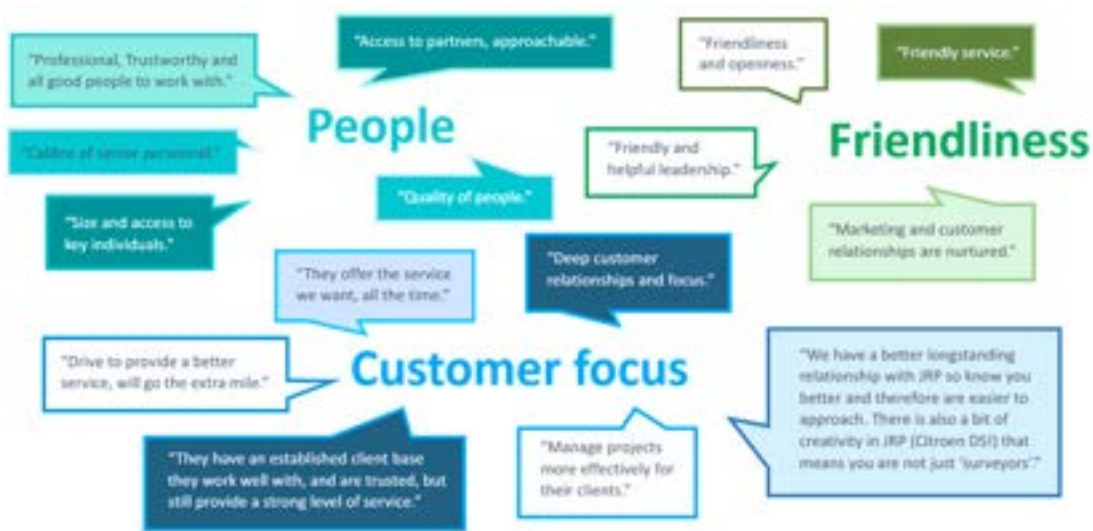 "Professional, Trustworthy and
all good people to work with."
"Access to partners, approachable."
"Friendliness
and openness."
"Friendly service."
People
Friendliness
"Calibre of senior personnel."
"Friendly and
helpful leadership."
"Quality of people."
"Size and access to
key individuals."
"Marketing and customer
relationships are nurtured."
"They offer the service
we want, all the time."
"Deep customer
relationships and focus."
"Drive to provide a better
service, will go the extra mile."
Customer focus
"We have a better longstanding
relationship with JRP so know you
better and therefore are easier to
approach. There is also a bit of
creativity in JRP (Citroen DS!) that
means you are not just 'surveyors'."
"They have an established client base
they work well with, and are trusted, but
still provide a strong level of service."
"Manage projects
more effectively for
their clients."